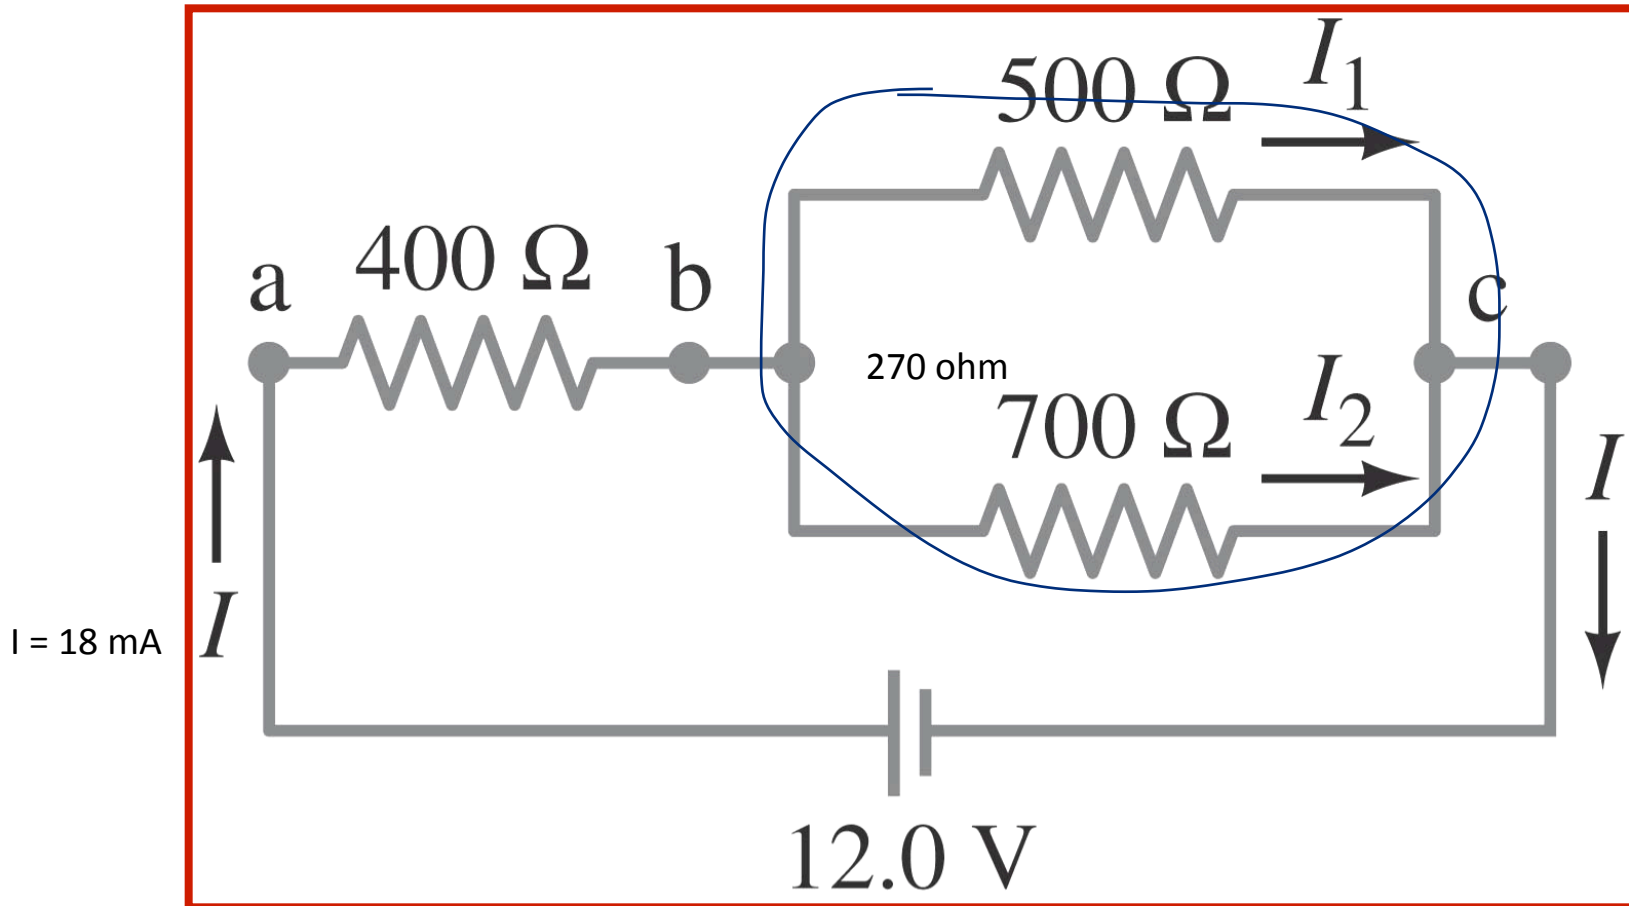 500 Ω
I₁
a
400 Ω
b
c
270 ohm
700 Ω
I₂
I
I = 18 mA
I
12.0 V